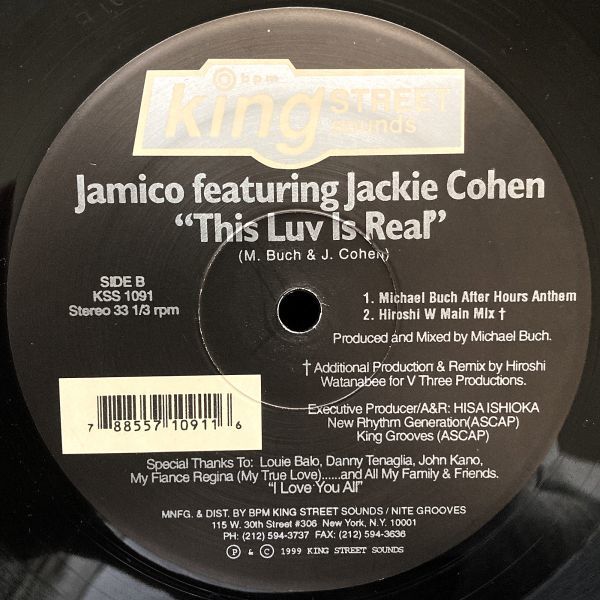 bpm
king STREET
sounds
Jamico featuring Jackie Cohen
"This Luv Is Real"
(M. Buch & J. Cohen)
SIDE B
KSS 1091
Stereo 33 1/3 rpm
1. Michael Buch After Hours Anthem
2. Hiroshi W Main Mix †
Produced and Mixed by Michael Buch.
† Additional Production & Remix by Hiroshi
Watanabe for V Three Productions.
Executive Producer/A&R: HISA ISHIOKA
New Rhythm Generation(ASCAP)
King Grooves (ASCAP)
7 88557 10911 6
Special Thanks To: Louie Balo, Danny Tenaglia, John Kano,
My Fiance Regina (My True Love)......and All My Family & Friends.
"I Love You All"
MNFG. & DIST. BY BPM KING STREET SOUNDS / NITE GROOVES
115 W. 30th Street #306 New York, N.Y. 10001
PH: (212) 594-3737 FAX: (212) 594-3636
℗ & © 1999 KING STREET SOUNDS